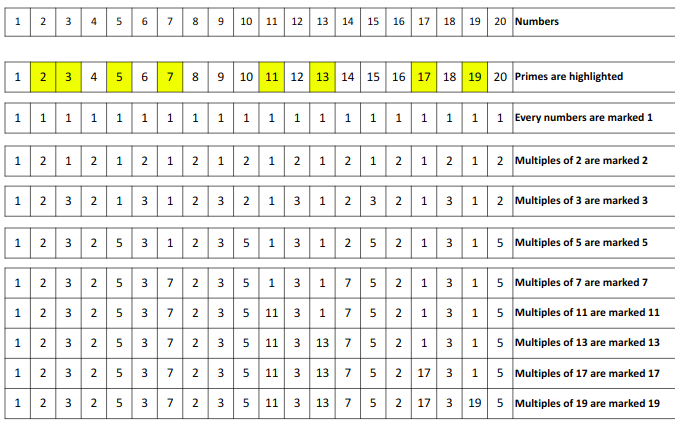 1 2 3 4 5 6 7 8 9 10 11 12 13 14 15 16 17 18 19 20 Numbers
1 2 3 4 5 6 7 8 9 10 11 12 13 14 15 16 17 18 19 20 Primes are highlighted
1 1 1 1 1 1 1 1 1 1 1 1 1 1 1 1 1 1 1 1 Every numbers are marked 1
1 2 1 2 1 2 1 2 1 2 1 2 1 2 1 2 1 2 1 2 Multiples of 2 are marked 2
1 2 3 2 1 3 1 2 3 2 1 3 1 2 3 2 1 3 1 2 Multiples of 3 are marked 3
1 2 3 2 5 3 1 2 3 5 1 3 1 2 5 2 1 3 1 5 Multiples of 5 are marked 5
1 2 3 2 5 3 7 2 3 5 1 3 1 7 5 2 1 3 1 5 Multiples of 7 are marked 7
1 2 3 2 5 3 7 2 3 5 11 3 1 7 5 2 1 3 1 5 Multiples of 11 are marked 11
1 2 3 2 5 3 7 2 3 5 11 3 13 7 5 2 1 3 1 5 Multiples of 13 are marked 13
1 2 3 2 5 3 7 2 3 5 11 3 13 7 5 2 17 3 1 5 Multiples of 17 are marked 17
1 2 3 2 5 3 7 2 3 5 11 3 13 7 5 2 17 3 19 5 Multiples of 19 are marked 19